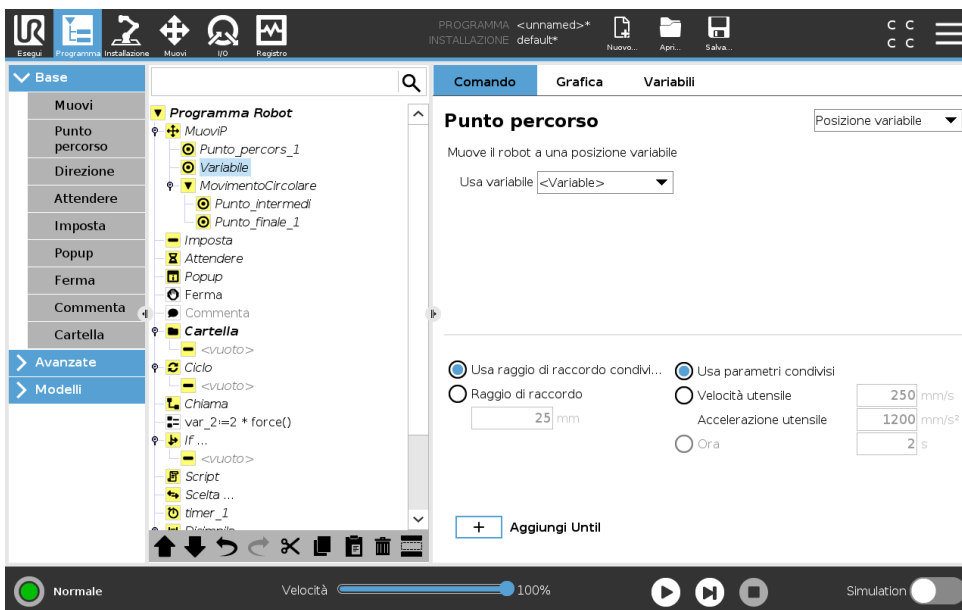 PROGRAMMA <unnamed>*
INSTALLAZIONE default*
UR
Esegui
Programma
Installazione
Muovi
I/O
Registro
Nuovo...
Apri...
Salva...
C C
C C
Base
Muovi
Punto
percorso
Direzione
Attendere
Imposta
Popup
Ferma
Commenta
Cartella
Avanzate
Modelli
Programma Robot
MuoviP
Punto_percors_1
Variabile
MovimentoCircolare
Punto_intermedi
Punto_finale_1
Imposta
Attendere
Popup
Ferma
Commenta
Cartella
<vuoto>
Ciclo
<vuoto>
Chiama
var_2:=2 * force()
If ...
<vuoto>
Script
Scelta ...
timer_1
Comando
Grafica
Variabili
Punto percorso
Posizione variabile
Muove il robot a una posizione variabile
Usa variabile <Variable>
Usa raggio di raccordo condivi...
Raggio di raccordo
25 mm
Usa parametri condivisi
Velocità utensile 250 mm/s
Accelerazione utensile 1200 mm/s²
Ora 2 s
+ Aggiungi Until
Normale
Velocità 100%
Simulation